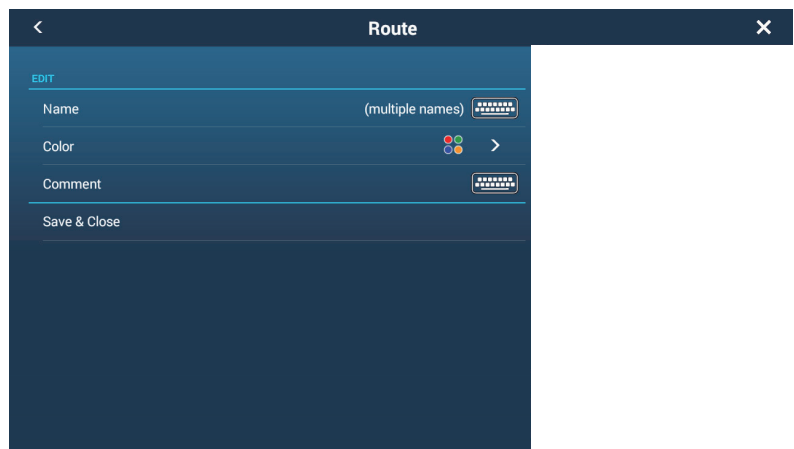 Route
EDIT
Name (multiple names)
Color
Comment
Save & Close